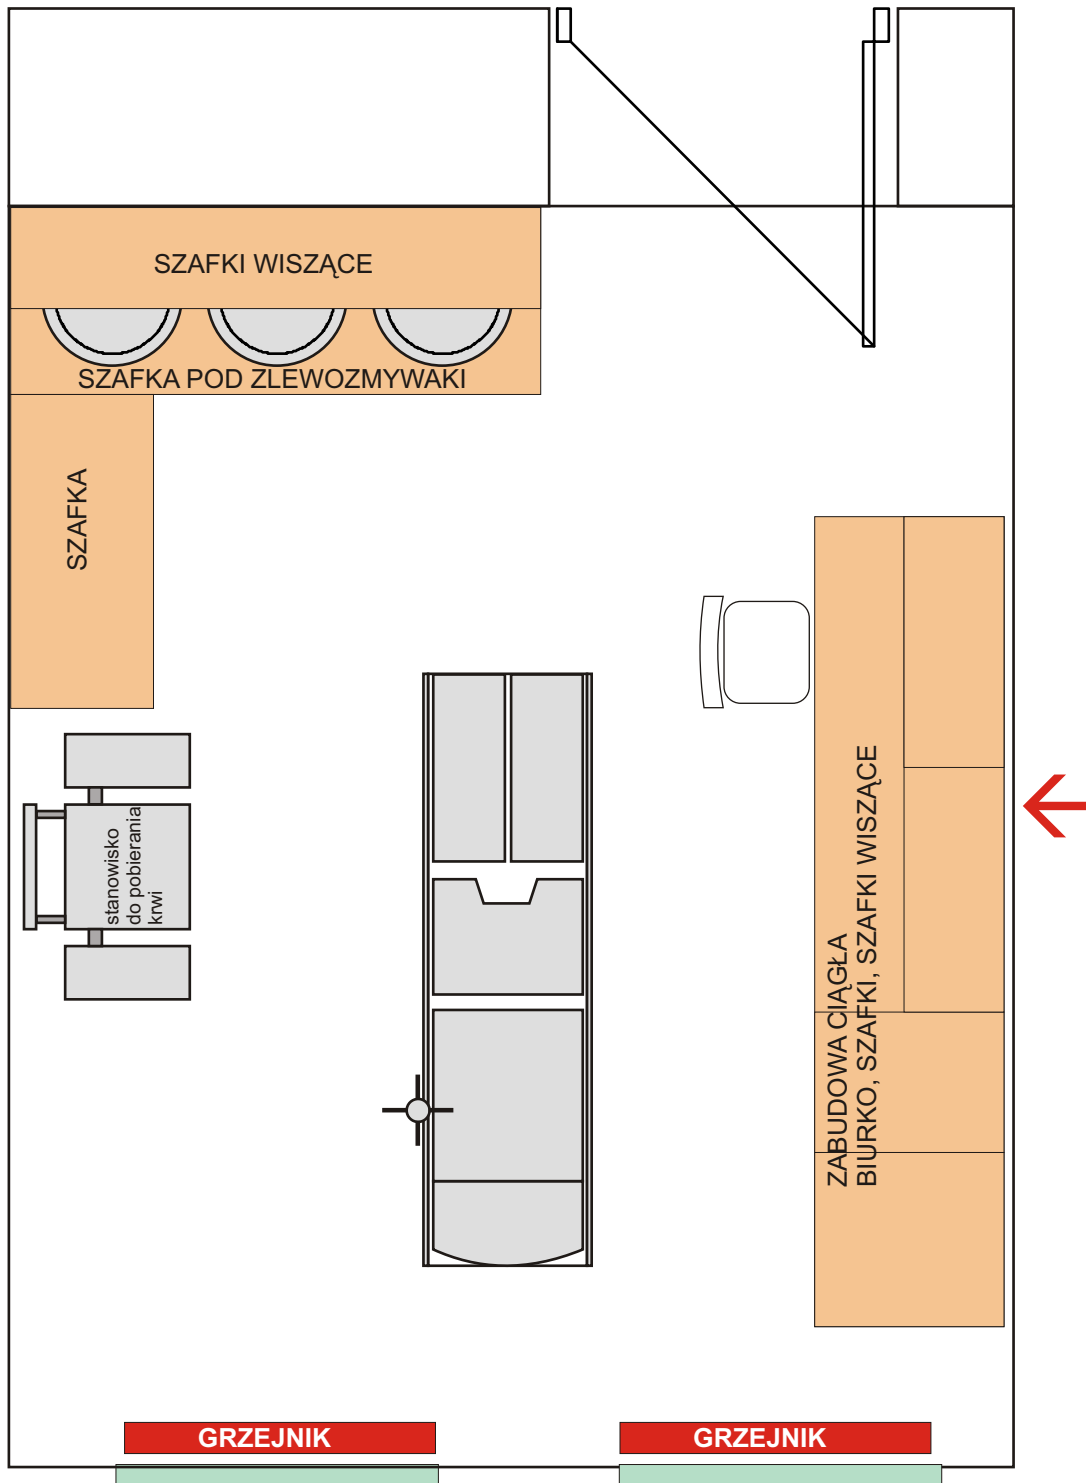 SZAFKI WISZĄCE
SZAFKA POD ZLEWOZMYWAKI
SZAFKA
stanowisko
do pobierania
krwi
ZABUDOWA CIĄGŁA
BIURKO, SZAFKI, SZAFKI WISZĄCE
GRZEJNIK
GRZEJNIK